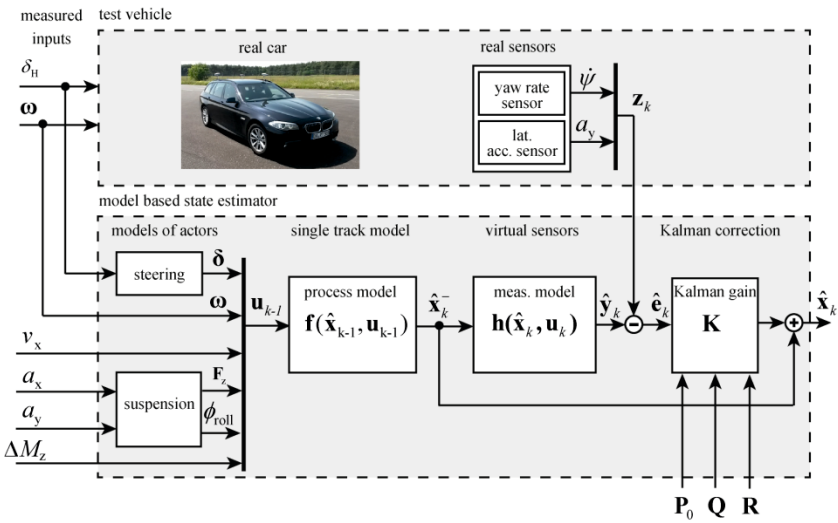 measured
inputs
test vehicle
real car
real sensors
δ_H
ω
yaw rate
sensor
ψ̇
lat.
acc. sensor
a_y
z_k
model based state estimator
models of actors
single track model
virtual sensors
Kalman correction
steering
δ
ω
u_{k-1}
process model
f(x̂_{k-1}, u_{k-1})
x̂_k^-
meas. model
h(x̂_k, u_k)
ŷ_k
-
ê_k
Kalman gain
K
+
x̂_k
v_x
a_x
a_y
ΔM_z
suspension
F_z
ϕ_roll
P_0
Q
R